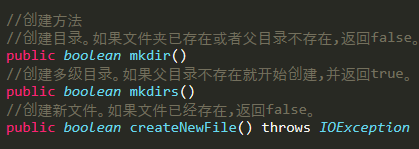 //创建方法
//创建目录。如果文件夹已存在或者父目录不存在,返回false。
public boolean mkdir()
//创建多级目录。如果父目录不存在就开始创建,并返回true。
public boolean mkdirs()
//创建新文件。如果文件已经存在,返回false。
public boolean createNewFile() throws IOException